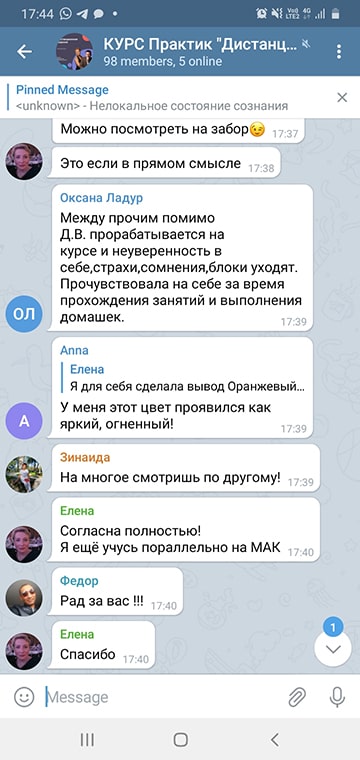 17:44
Vo))
LTE2
4G
КУРС Практик "Дистанц...
98 members, 5 online
Pinned Message
<unknown> - Нелокальное состояние сознания
Можно посмотреть на забор😉 17:37
Это если в прямом смысле 17:38
Оксана Ладур
Между прочим помимо
Д.В. прорабатывается на
курсе и неуверенность в
себе,страхи,сомнения,блоки уходят.
Прочувствовала на себе за время
прохождения занятий и выполнения
домашек.
17:39
ОЛ
Anna
Елена
Я для себя сделала вывод Оранжевый...
У меня этот цвет проявился как
яркий, огненный!
17:39
A
Зинаида
На многое смотришь по другому! 17:39
Елена
Согласна полностью!
Я ещё учусь пораллельно на МАК 17:40
Федор
Рад за вас !!! 17:40
1
Елена
Спасибо 17:40
Message